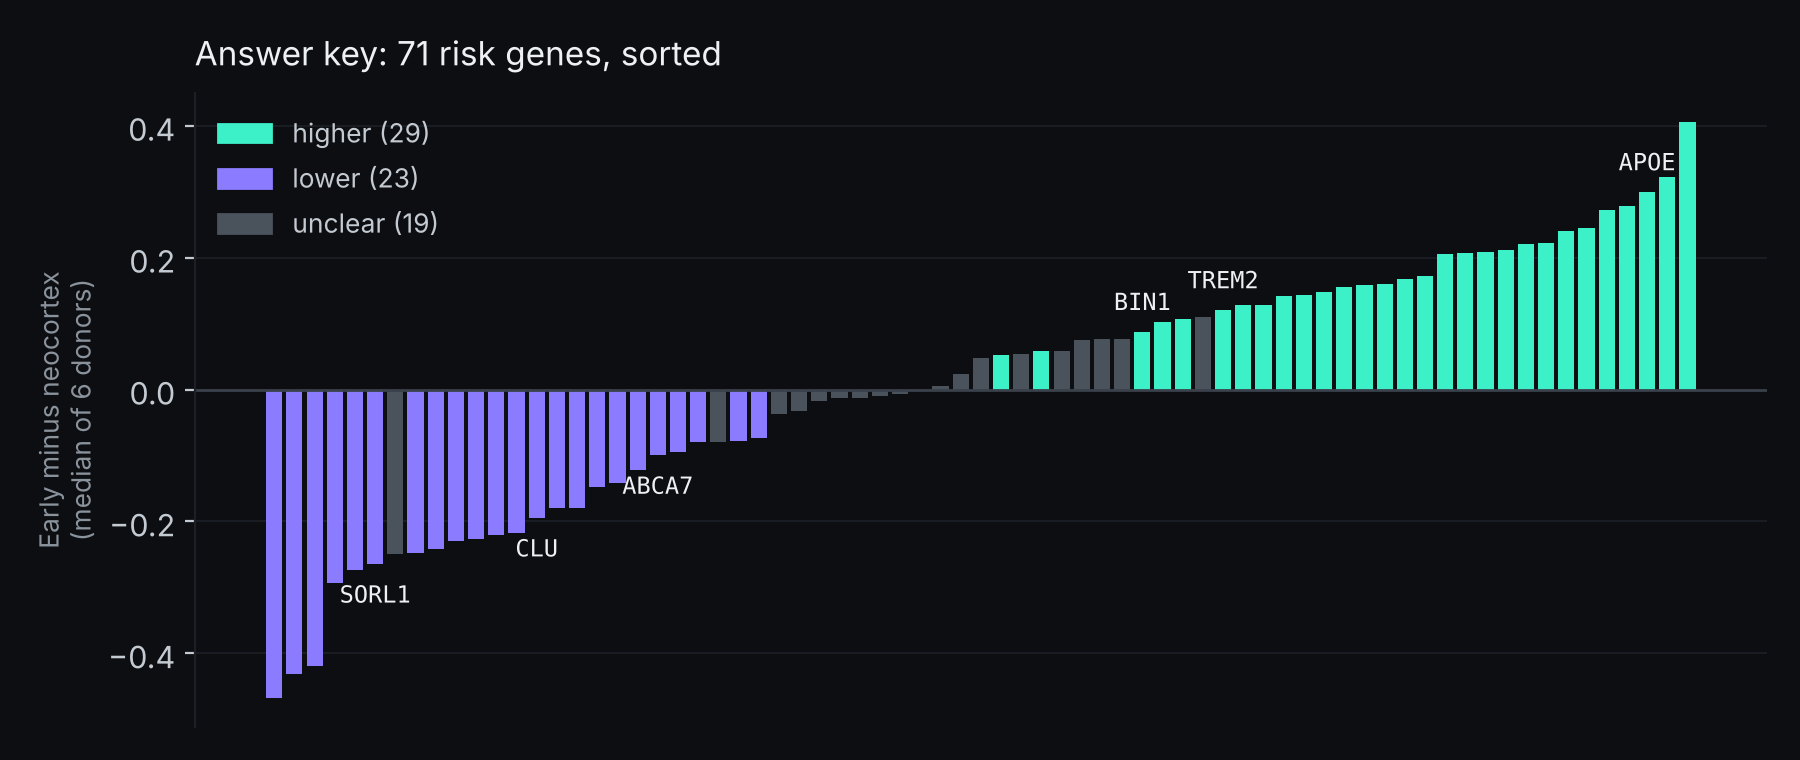 Answer key: 71 risk genes, sorted
higher (29)
lower (23)
unclear (19)
Early minus neocortex
(median of 6 donors)
0.4
0.2
0.0
−0.2
−0.4
APOE
TREM2
BIN1
ABCA7
CLU
SORL1